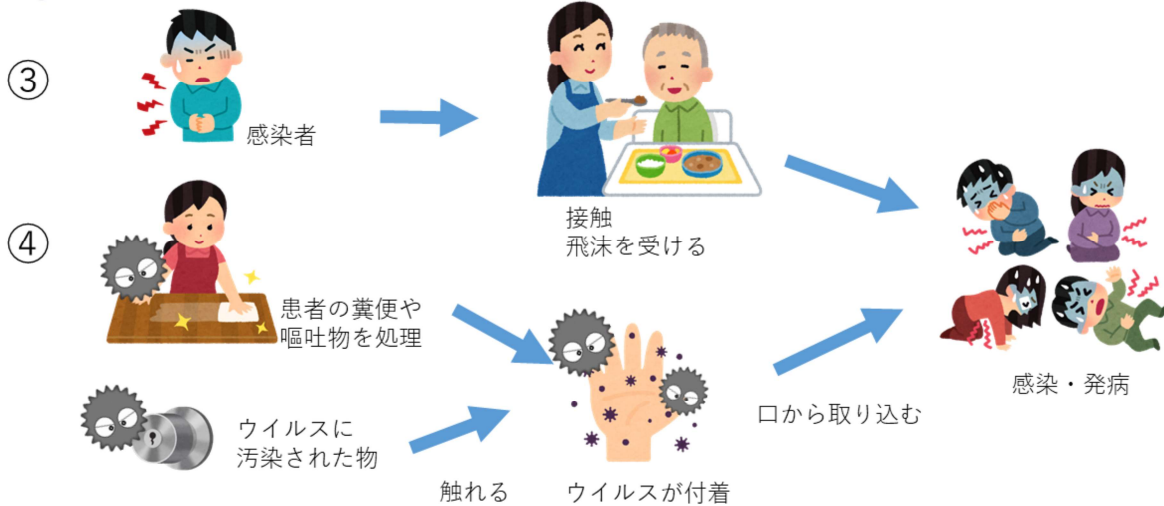 ③
感染者
接触
飛沫を受ける
④
患者の糞便や
嘔吐物を処理
ウイルスに
汚染された物
触れる
ウイルスが付着
口から取り込む
感染・発病